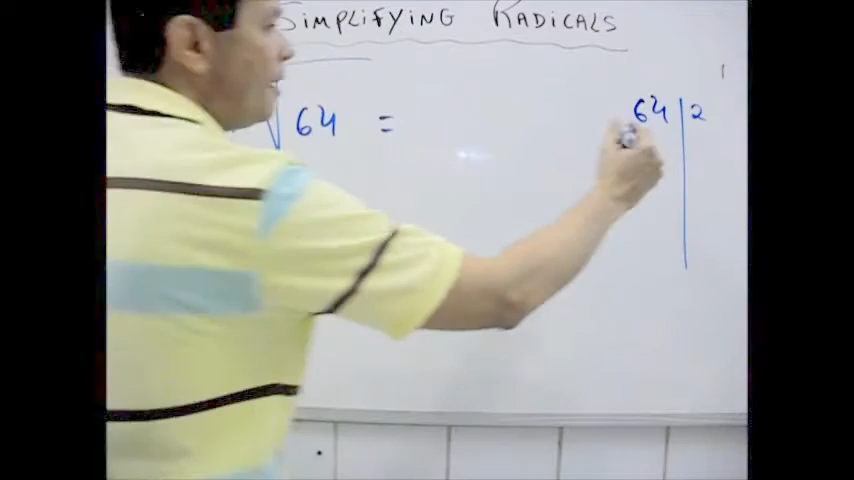 SIMPLIFYING RADICALS
√64 = 64 | 2